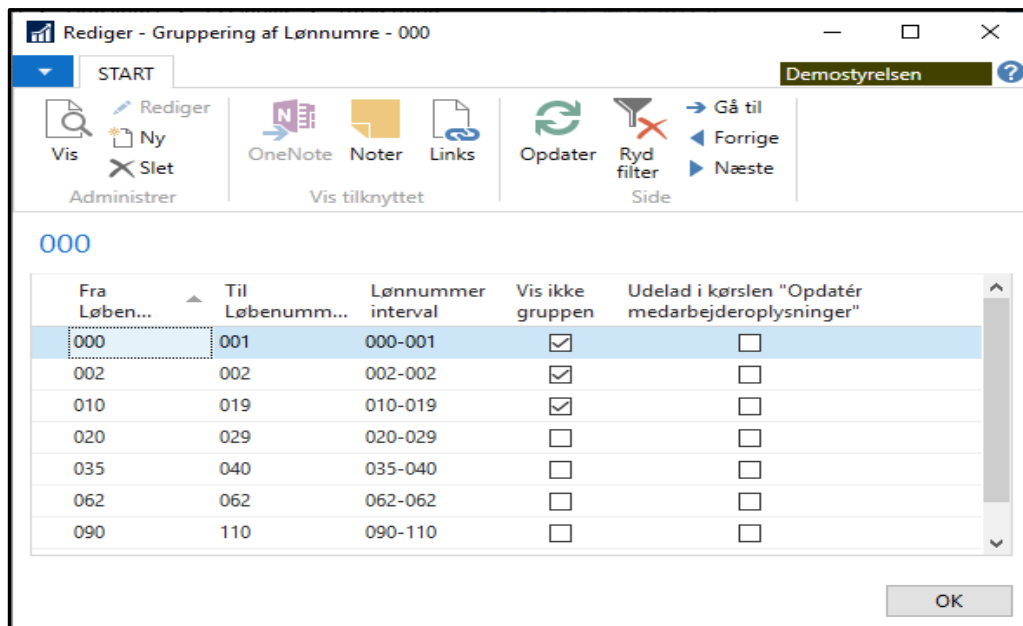 Rediger - Gruppering af Lønnumre - 000
START
Demostyrelsen
?
Vis
Rediger
Ny
Slet
Administrer
OneNote
Noter
Links
Vis tilknyttet
Opdater
Ryd
filter
Gå til
Forrige
Næste
Side
000
Fra Til Lønnummer Vis ikke Udelad i kørslen "Opdatér
Løben... Løbenumm... interval gruppen medarbejderoplysninger"
000 001 000-001
002 002 002-002
010 019 010-019
020 029 020-029
035 040 035-040
062 062 062-062
090 110 090-110
OK